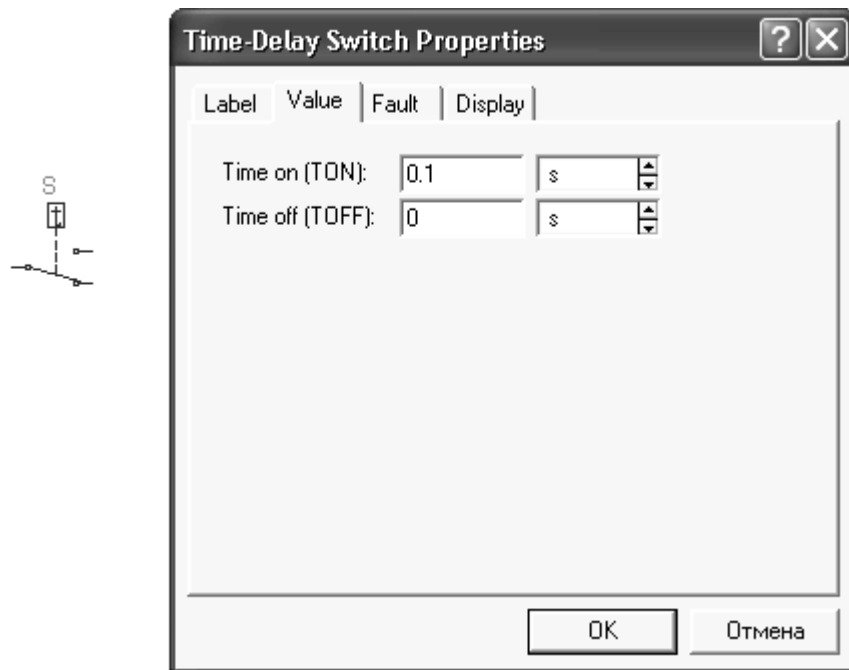 Time-Delay Switch Properties
Label Value Fault Display
S
Time on (TON): 0.1 s
Time off (TOFF): 0 s
OK Отмена